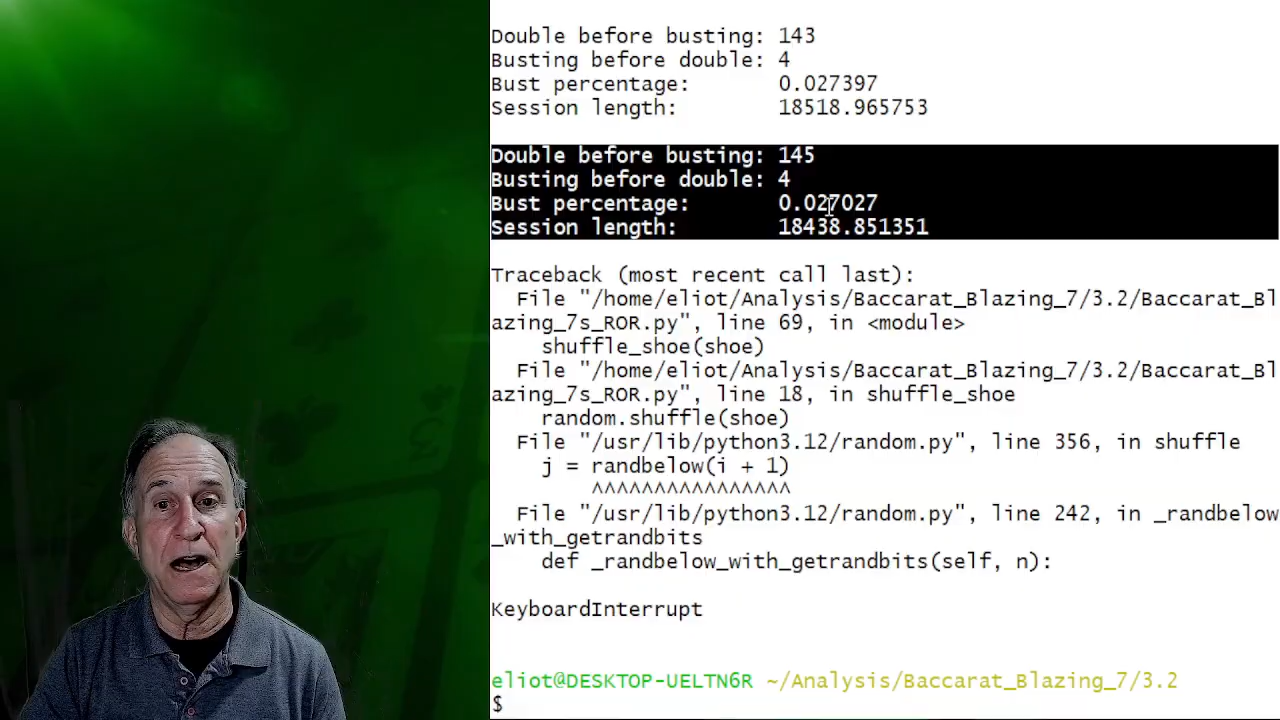 Double before busting: 143
Busting before double: 4
Bust percentage: 0.027397
Session length: 18518.965753
Double before busting: 145
Busting before double: 4
Bust percentage: 0.027027
Session length: 18438.851351
Traceback (most recent call last):
File "/home/eliot/Analysis/Baccarat_Blazing_7/3.2/Baccarat_Bl
azing_7s_ROR.py", line 69, in <module>
shuffle_shoe(shoe)
File "/home/eliot/Analysis/Baccarat_Blazing_7/3.2/Baccarat_Bl
azing_7s_ROR.py", line 18, in shuffle_shoe
random.shuffle(shoe)
File "/usr/lib/python3.12/random.py", line 356, in shuffle
j = randbelow(i + 1)
^^^^^^^^^^^^^^^^
File "/usr/lib/python3.12/random.py", line 242, in _randbelow
_with_getrandbits
def _randbelow_with_getrandbits(self, n):
KeyboardInterrupt
eliot@DESKTOP-UELTN6R ~/Analysis/Baccarat_Blazing_7/3.2
$